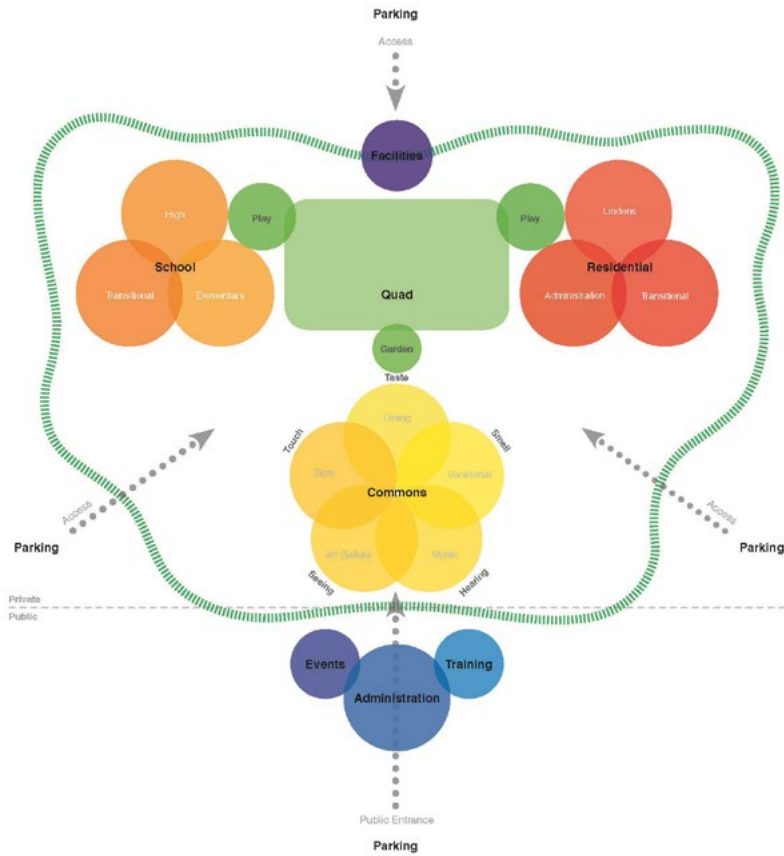 Parking
Access
Facilities
High
Play
Play
Lindens
School
Residential
Transitional
Elementary
Quad
Administration
Transitional
Garden
Taste
Dining
Touch
Smell
Gym
Vocational
Commons
Access
Access
Parking
Parking
Art Gallery
Music
Seeing
Hearing
Private
Public
Events
Training
Administration
Public Entrance
Parking